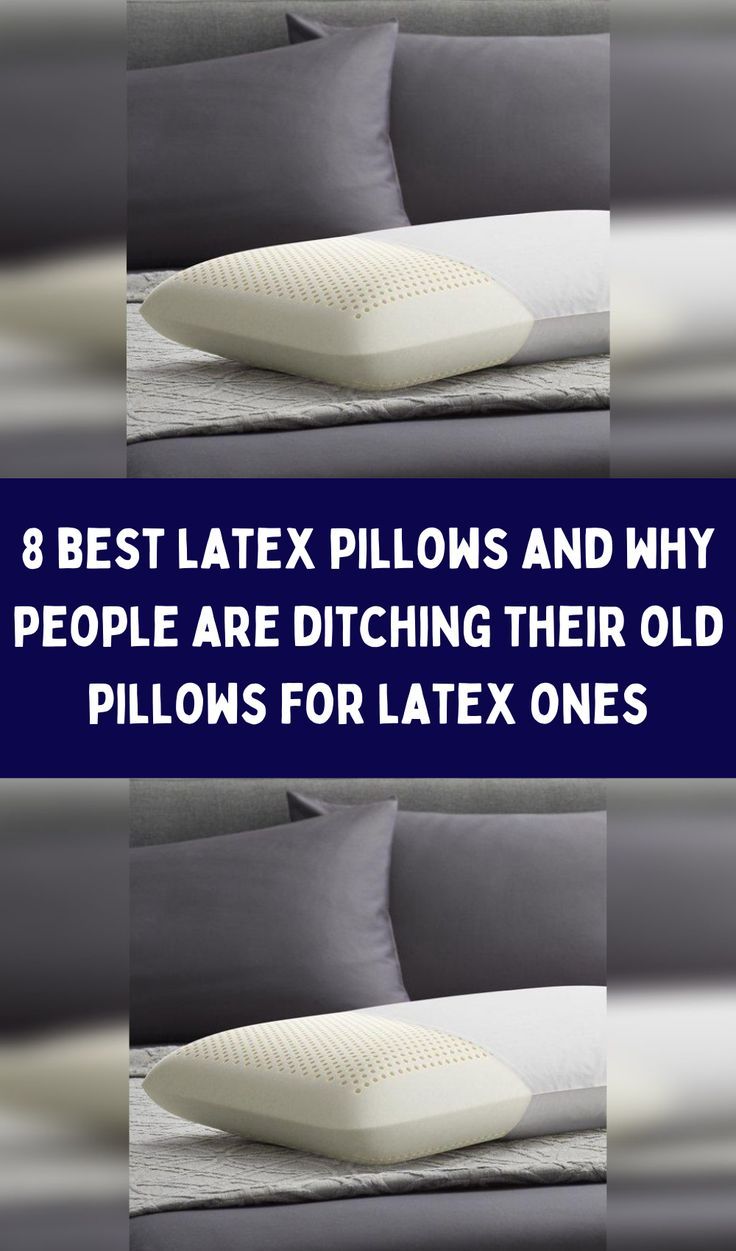 8 BEST LATEX PILLOWS AND WHY
PEOPLE ARE DITCHING THEIR OLD
PILLOWS FOR LATEX ONES